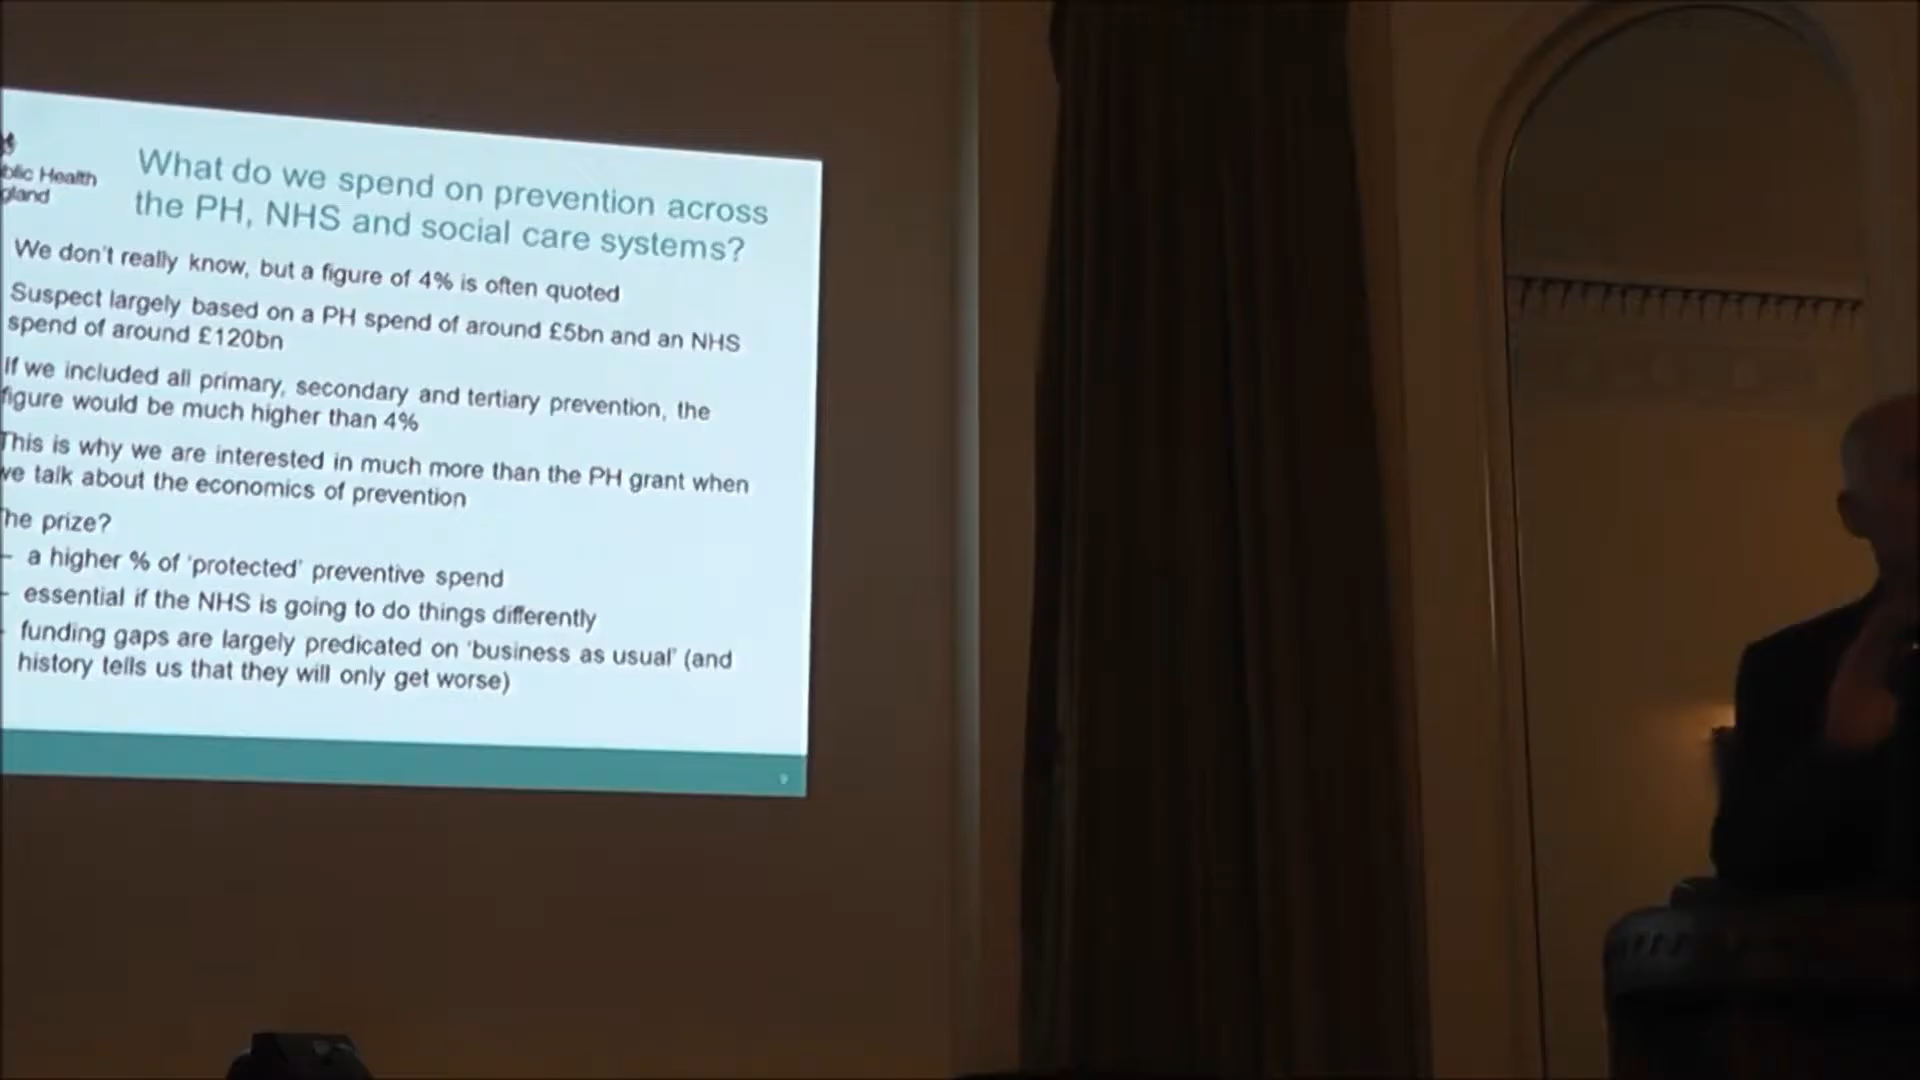 blic Health
gland
What do we spend on prevention across
the PH, NHS and social care systems?
We don't really know, but a figure of 4% is often quoted
Suspect largely based on a PH spend of around £5bn and an NHS
spend of around £120bn
If we included all primary, secondary and tertiary prevention, the
figure would be much higher than 4%
This is why we are interested in much more than the PH grant when
we talk about the economics of prevention
he prize?
– a higher % of 'protected' preventive spend
- essential if the NHS is going to do things differently
- funding gaps are largely predicated on 'business as usual' (and
history tells us that they will only get worse)
9